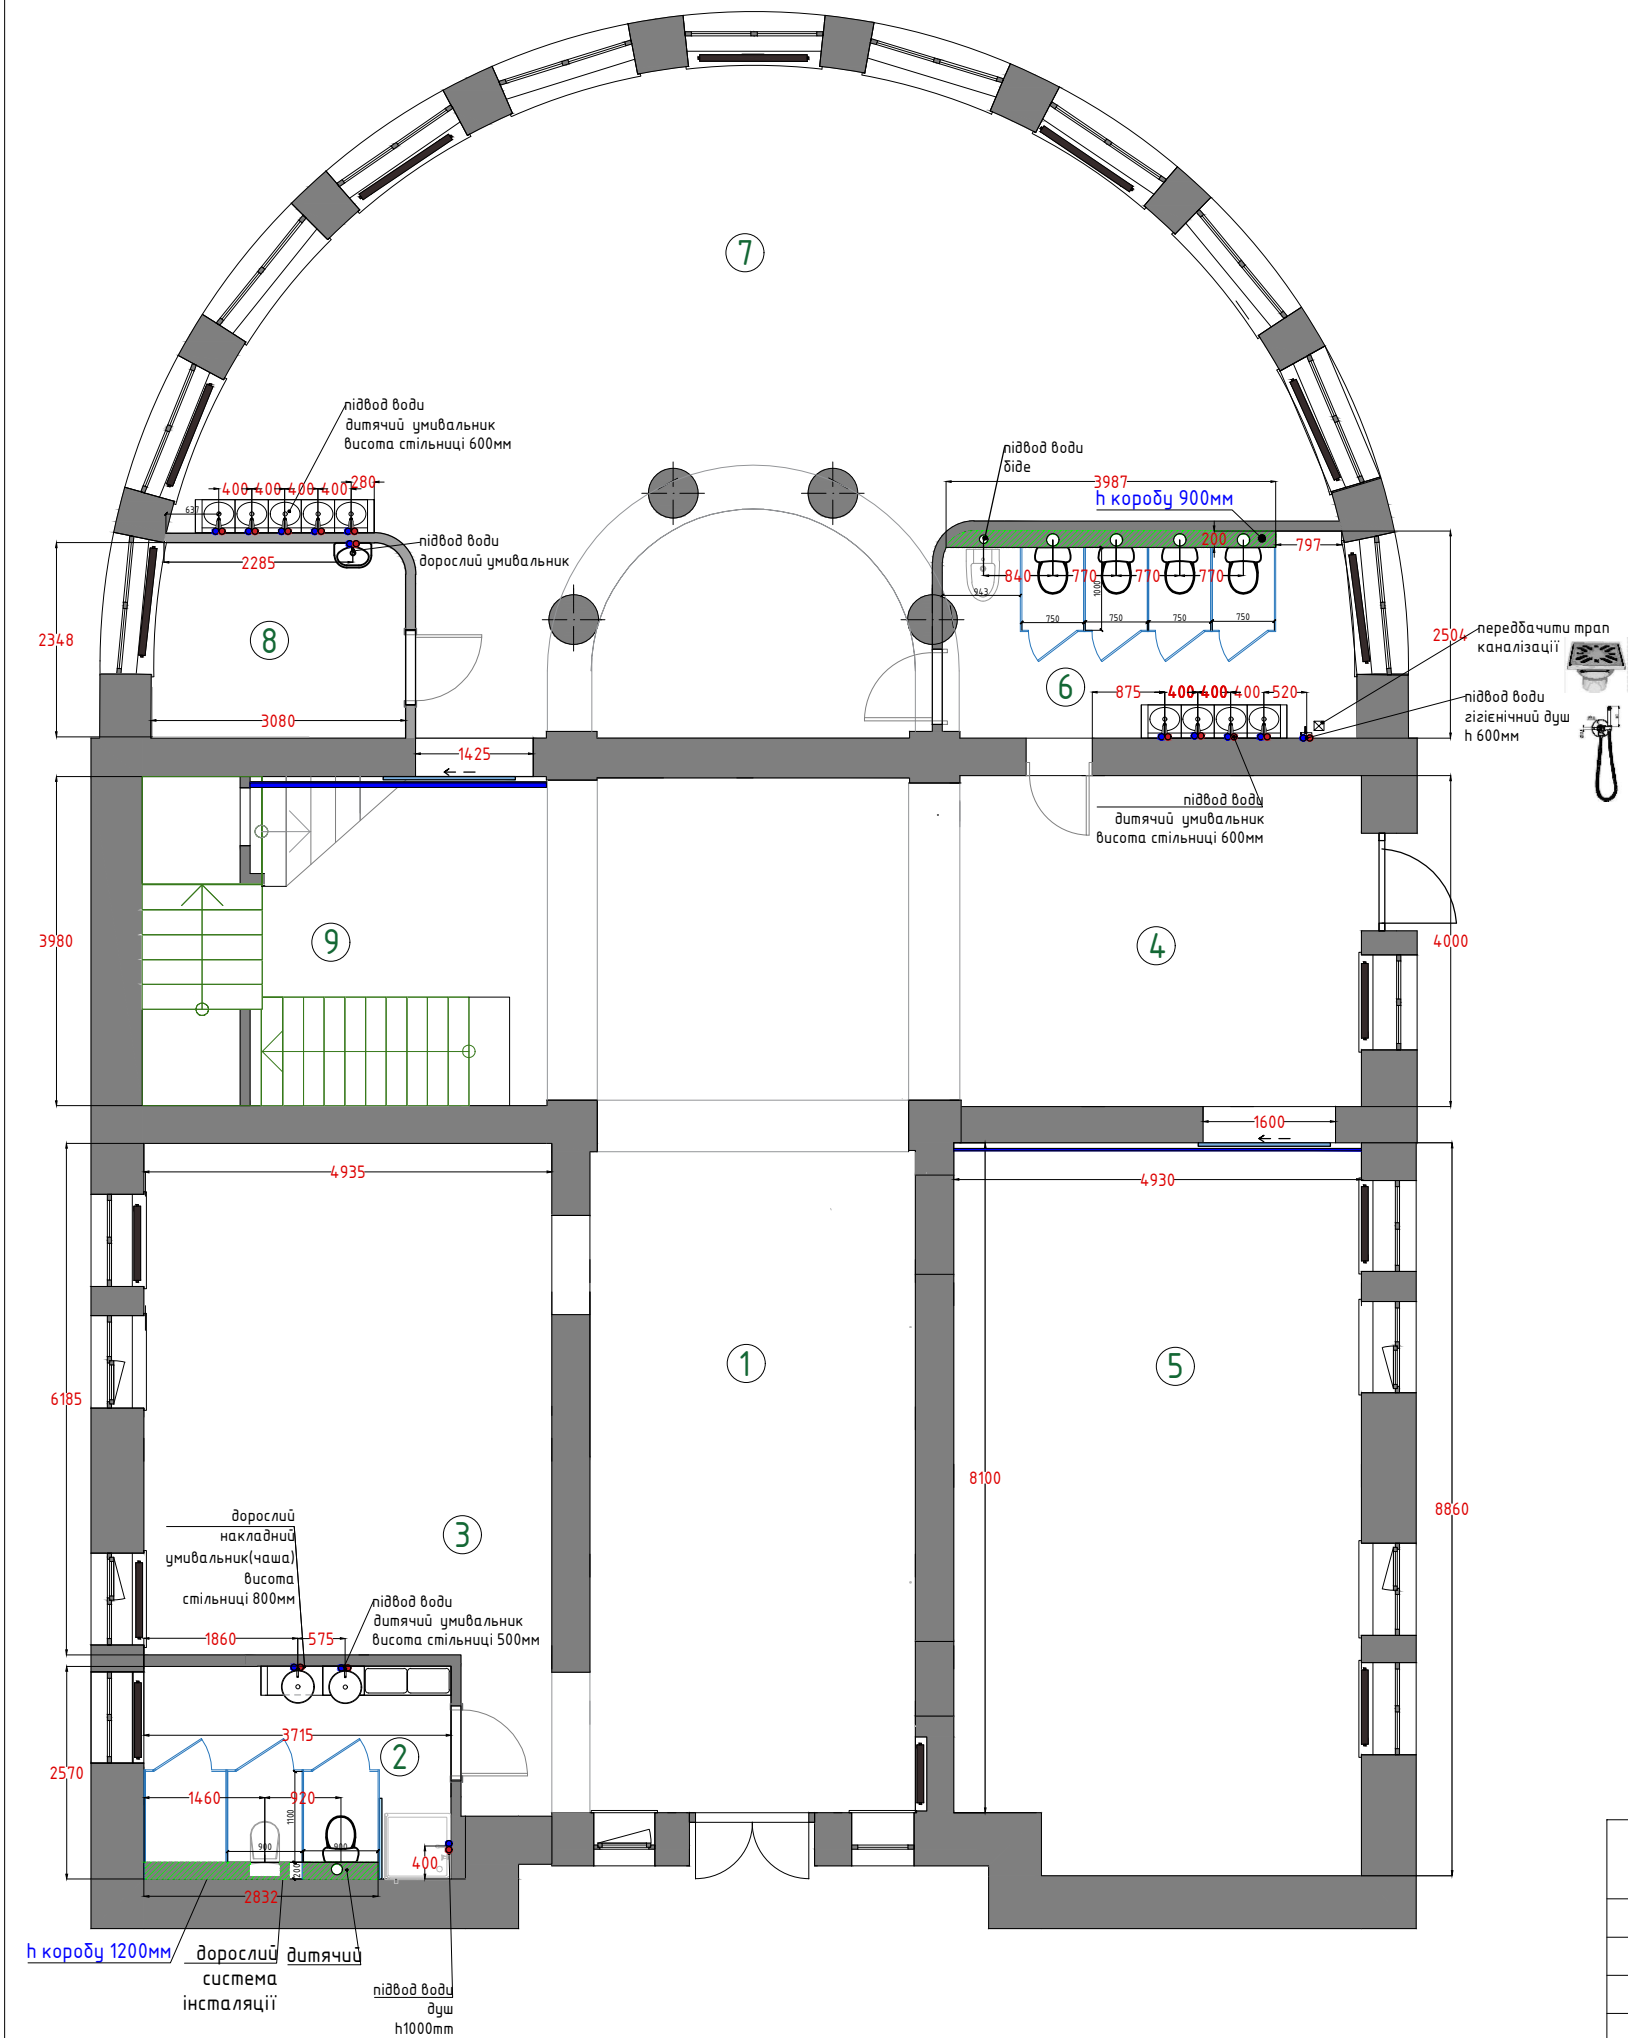 7
підвод води
дитячий умивальник
висота стільниці 600мм
400 400 400 400 280
637
підвод води
дорослий умивальник
2285
2348
8
3080
1425
підвод води
біде
3987
h коробу 900мм
200
797
840 770 770 770
943
1000
750 750 750 750
2504
6
передбачити трап
каналізації
підвод води
гігієнічний душ
h 600мм
875 400 400 400 520
підвод води
дитячий умивальник
висота стільниці 600мм
3980
9
4
4000
1600
4935
4930
6185
1
5
8100
8860
3
дорослий
накладний
умивальник(чаша)
висота
стільниці 800мм
підвод води
дитячий умивальник
висота стільниці 500мм
1860 575
3715
2
2570
1460 920
1100
900 900
200
400
2832
h коробу 1200мм
дорослий
система
інсталяції
дитячий
підвод води
душ
h1000mm